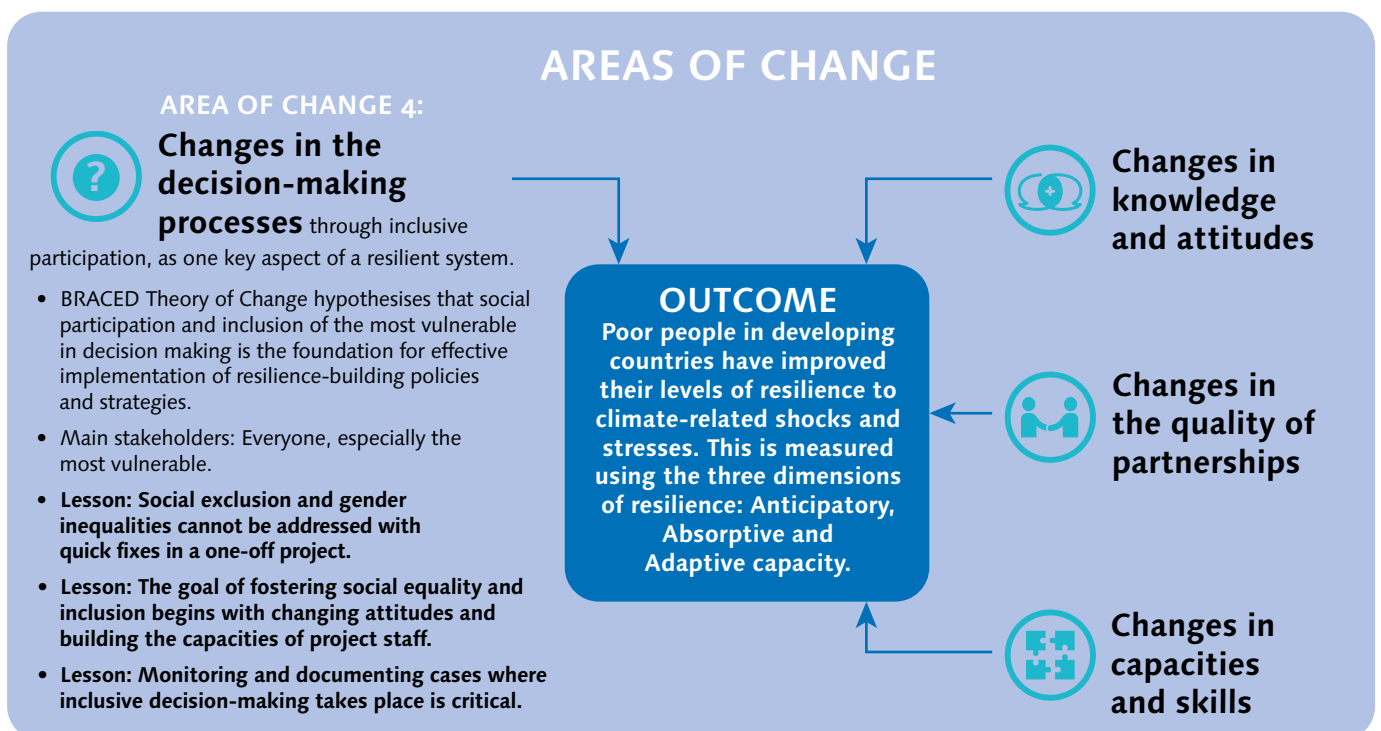 AREAS OF CHANGE
AREA OF CHANGE 4:
?
Changes in the
decision-making
processes through inclusive
participation, as one key aspect of a resilient system.
• BRACED Theory of Change hypothesises that social
participation and inclusion of the most vulnerable
in decision making is the foundation for effective
implementation of resilience-building policies
and strategies.
• Main stakeholders: Everyone, especially the
most vulnerable.
• Lesson: Social exclusion and gender
inequalities cannot be addressed with
quick fixes in a one-off project.
• Lesson: The goal of fostering social equality and
inclusion begins with changing attitudes and
building the capacities of project staff.
• Lesson: Monitoring and documenting cases where
inclusive decision-making takes place is critical.
OUTCOME
Poor people in developing
countries have improved
their levels of resilience to
climate-related shocks and
stresses. This is measured
using the three dimensions
of resilience: Anticipatory,
Absorptive and
Adaptive capacity.
Changes in
knowledge
and attitudes
Changes in
the quality of
partnerships
Changes in
capacities
and skills